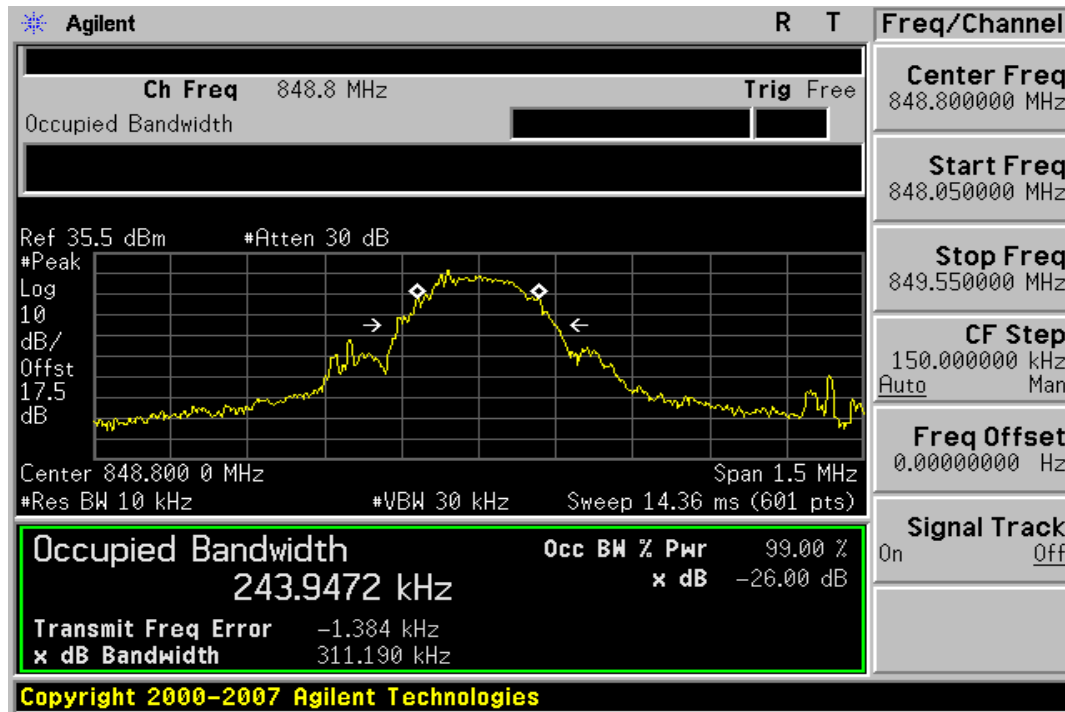 Agilent R T
Ch Freq 848.8 MHz Trig Free
Occupied Bandwidth
Ref 35.5 dBm #Atten 30 dB
#Peak
Log
10
dB/
Offst
17.5
dB
Center 848.800 0 MHz Span 1.5 MHz
#Res BW 10 kHz #VBW 30 kHz Sweep 14.36 ms (601 pts)
Occupied Bandwidth
243.9472 kHz
Occ BW % Pwr 99.00 %
x dB -26.00 dB
Transmit Freq Error -1.384 kHz
x dB Bandwidth 311.190 kHz
Copyright 2000-2007 Agilent Technologies
Freq/Channel
Center Freq
848.800000 MHz
Start Freq
848.050000 MHz
Stop Freq
849.550000 MHz
CF Step
150.000000 kHz
Auto Man
Freq Offset
0.00000000 Hz
Signal Track
On Off